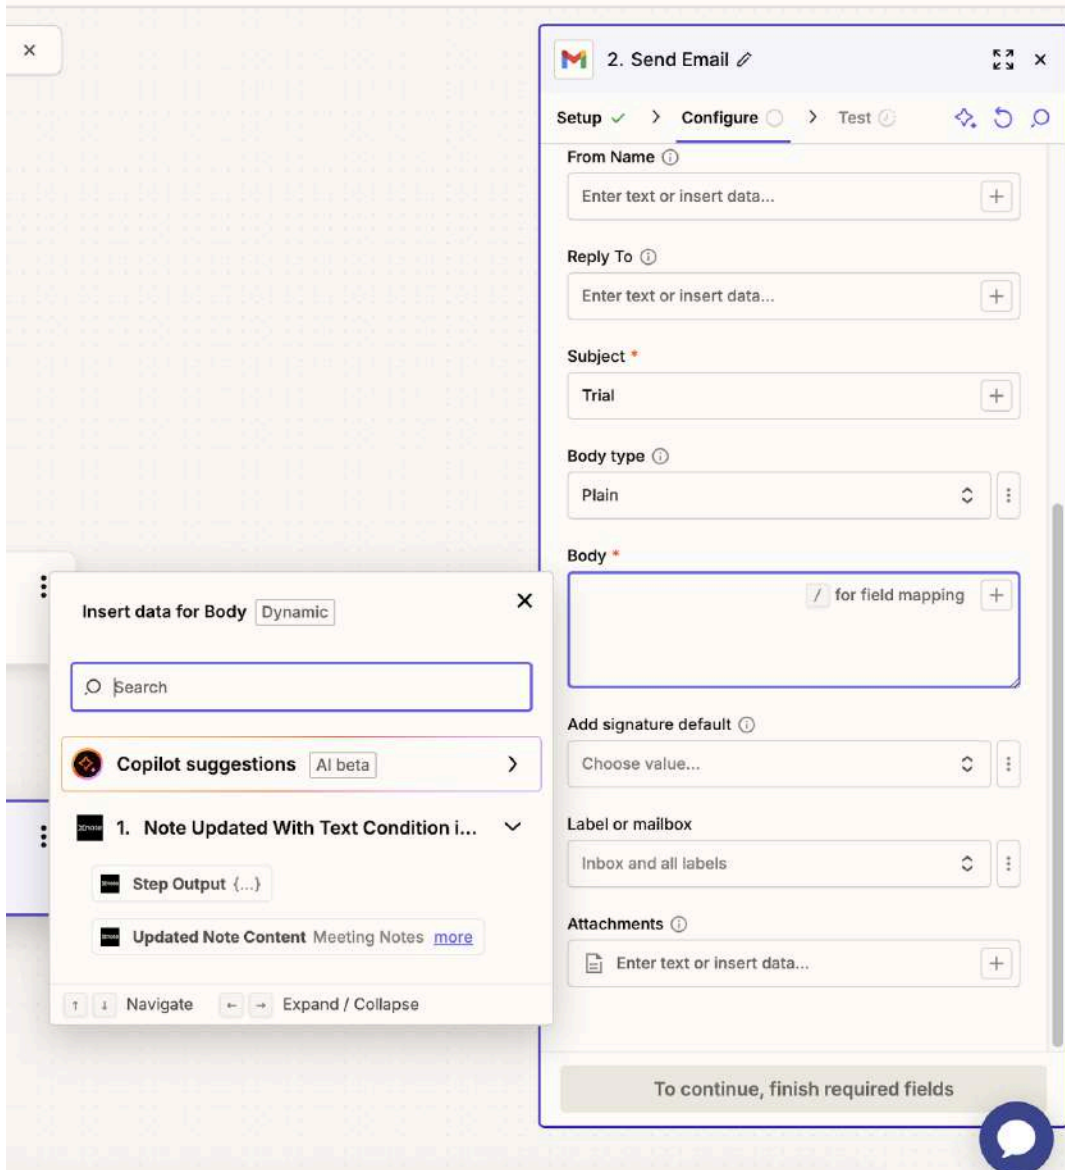 2. Send Email
Setup
Configure
Test
From Name
Enter text or insert data...
Reply To
Enter text or insert data...
Subject *
Trial
Body type
Plain
Body *
/ for field mapping
Insert data for Body Dynamic
Search
Copilot suggestions AI beta
1. Note Updated With Text Condition i...
Step Output {...}
Updated Note Content Meeting Notes more
↑ ↓ Navigate ← → Expand / Collapse
Add signature default
Choose value...
Label or mailbox
Inbox and all labels
Attachments
Enter text or insert data...
To continue, finish required fields